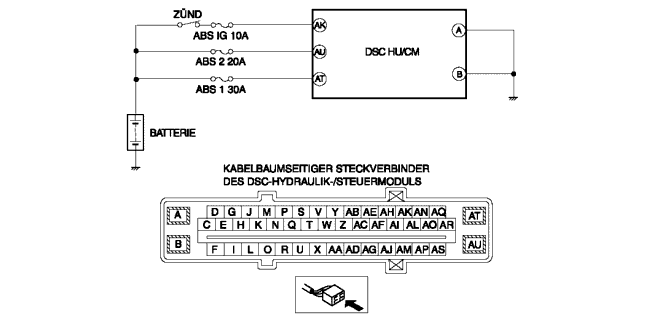 ZÜND
ABS IG 10A
AK
A
ABS 2 20A
AU
DSC HU/CM
ABS 1 30A
AT
B
BATTERIE
KABELBAUMSEITIGER STECKVERBINDER
DES DSC-HYDRAULIK-/STEUERMODULS
A
D G J M P S V Y AB AE AH AK AN AQ
AT
C E H K N Q T W Z AC AF AI AL AO AR
B
F I L O R U X AA AD AG AJ AM AP AS
AU